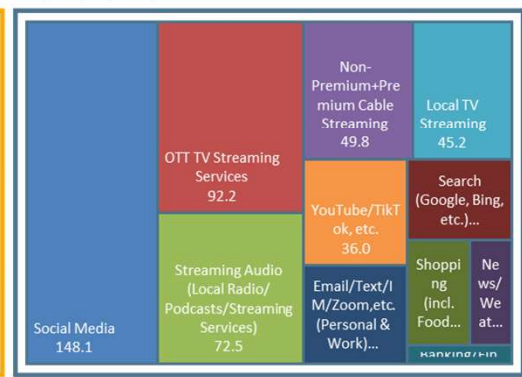 Social Media
148.1
OTT TV Streaming
Services
92.2
Streaming Audio
(Local Radio/
Podcasts/Streaming
Services)
72.5
Non-
Premium+Pre
mium Cable
Streaming
49.8
Local TV
Streaming
45.2
YouTube/TikT
ok, etc.
36.0
Search
(Google, Bing,
etc.)...
Email/Text/I
M/Zoom,etc.
(Personal &
Work)...
Shoppi
ng
(incl.
Food...
Ne
ws/
We
at...
Banking/Fin